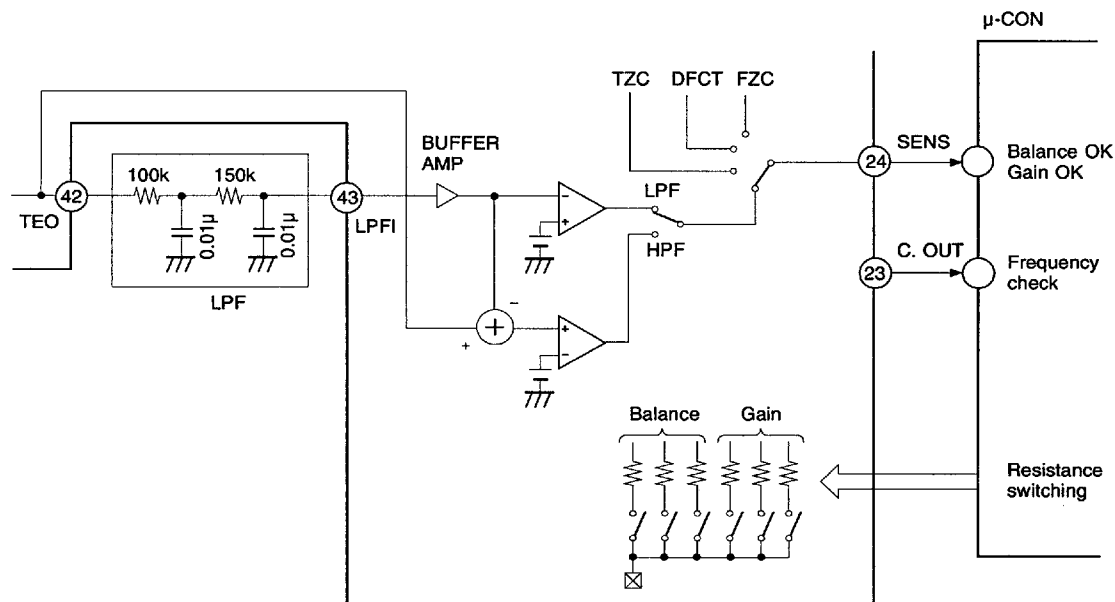 μ-CON
TZC DFCT FZC
BUFFER
AMP
24 SENS
Balance OK
Gain OK
100k 150k
42 43
TEO LPFI
0.01μ 0.01μ
LPF
LPF
HPF
− +
C. OUT
23
Frequency
check
− +
+ + −
Balance Gain
Resistance
switching